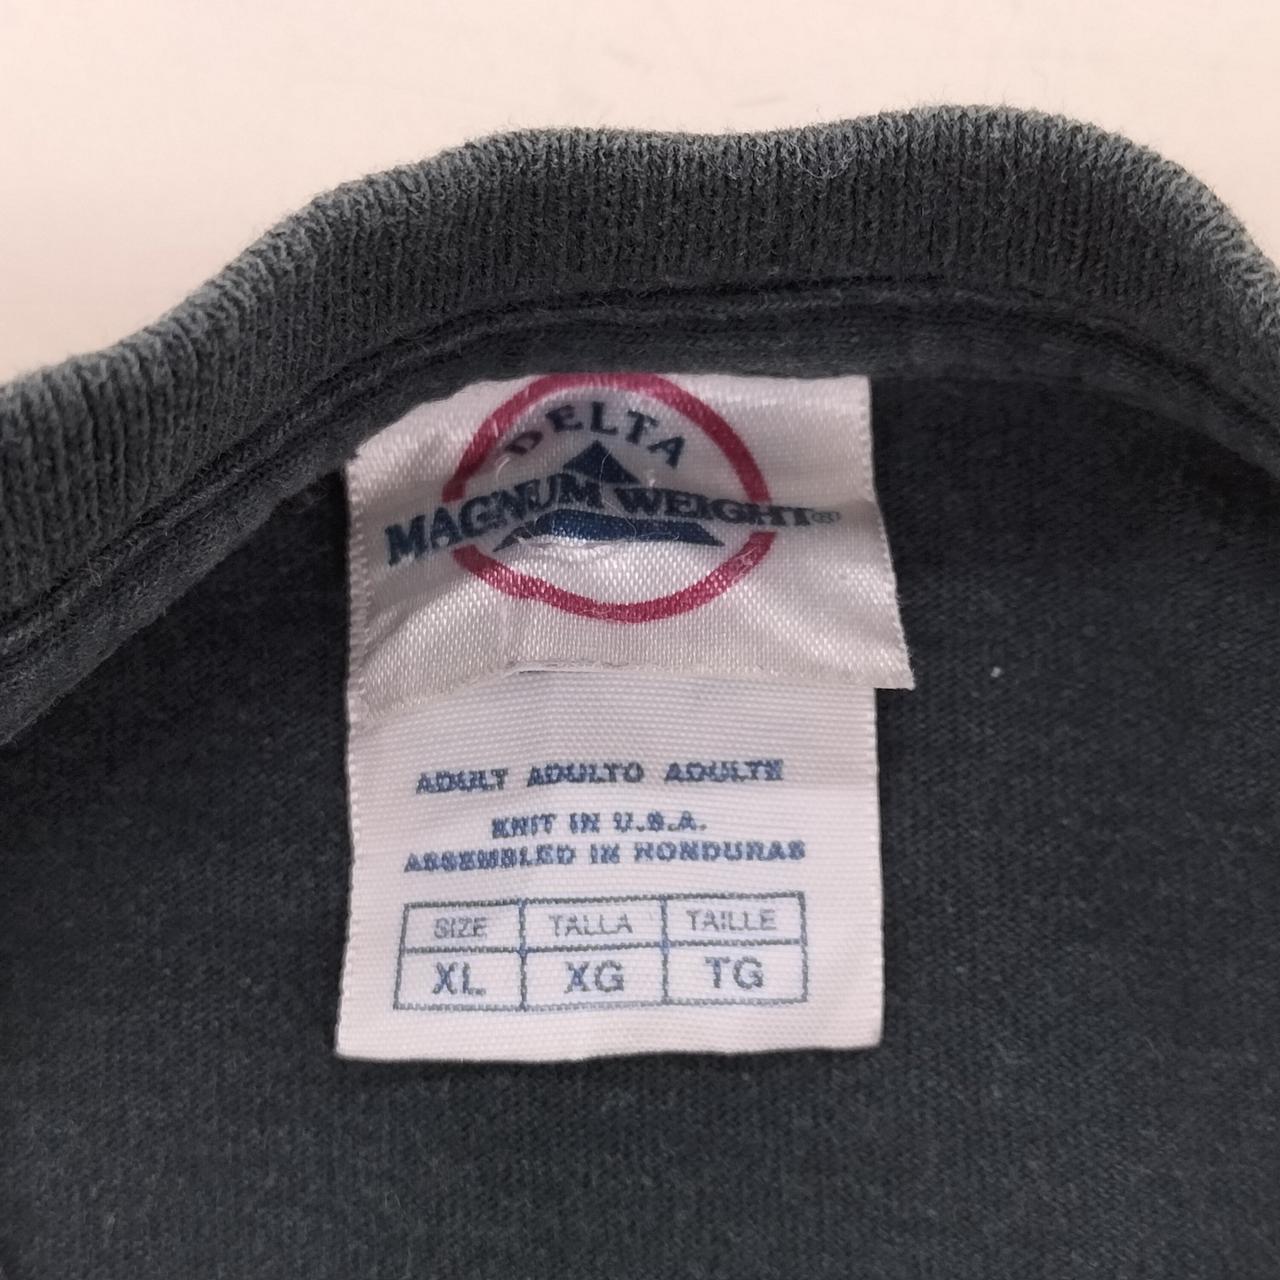 DELTA
MAGNUM WEIGHT®
ADULT ADULTO ADULTE
KNIT IN U.S.A.
ASSEMBLED IN HONDURAS
SIZE TALLA TAILLE
XL XG TG